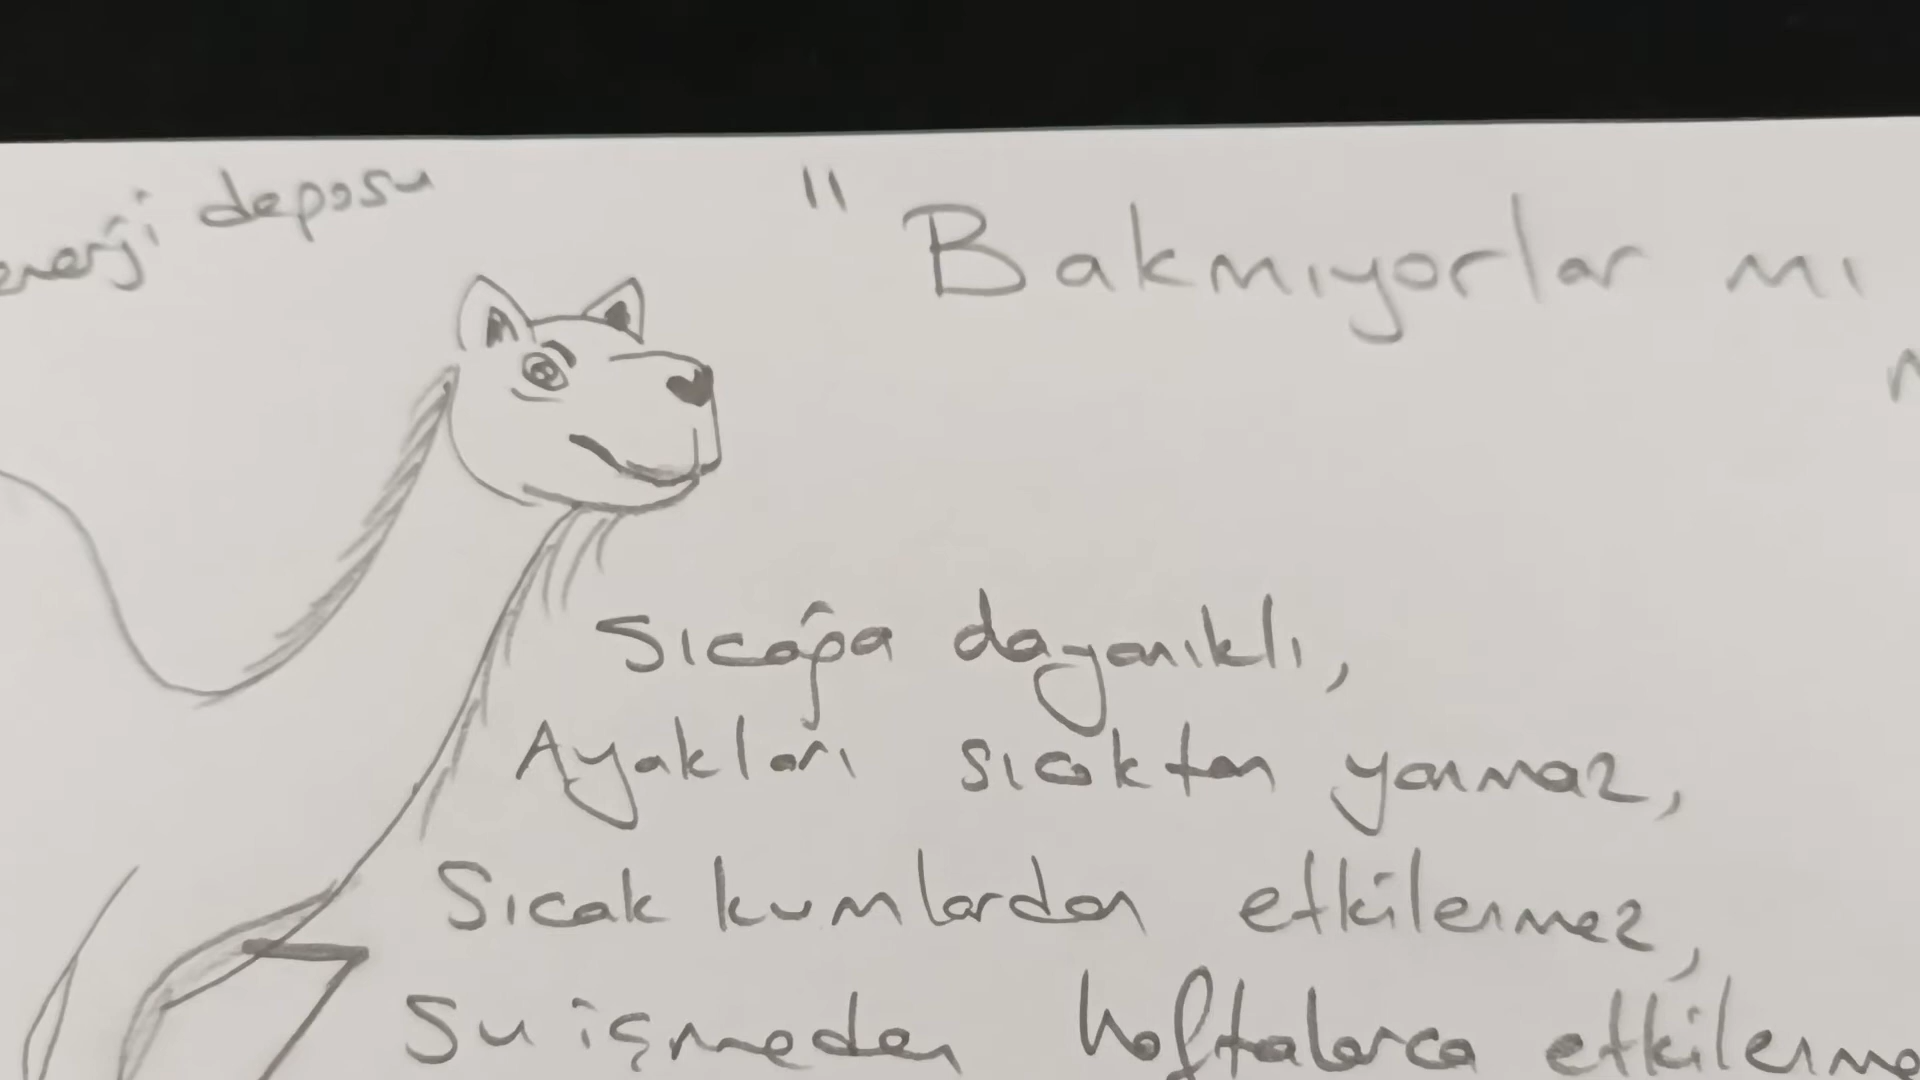 enerji deposu
" Bakmıyorlar mı
Sıcağa dayanıklı,
Ayakları sıcaktan yanmaz,
Sıcak kumlardan etkilenmez,
Su içmeden haftalarca etkilenme